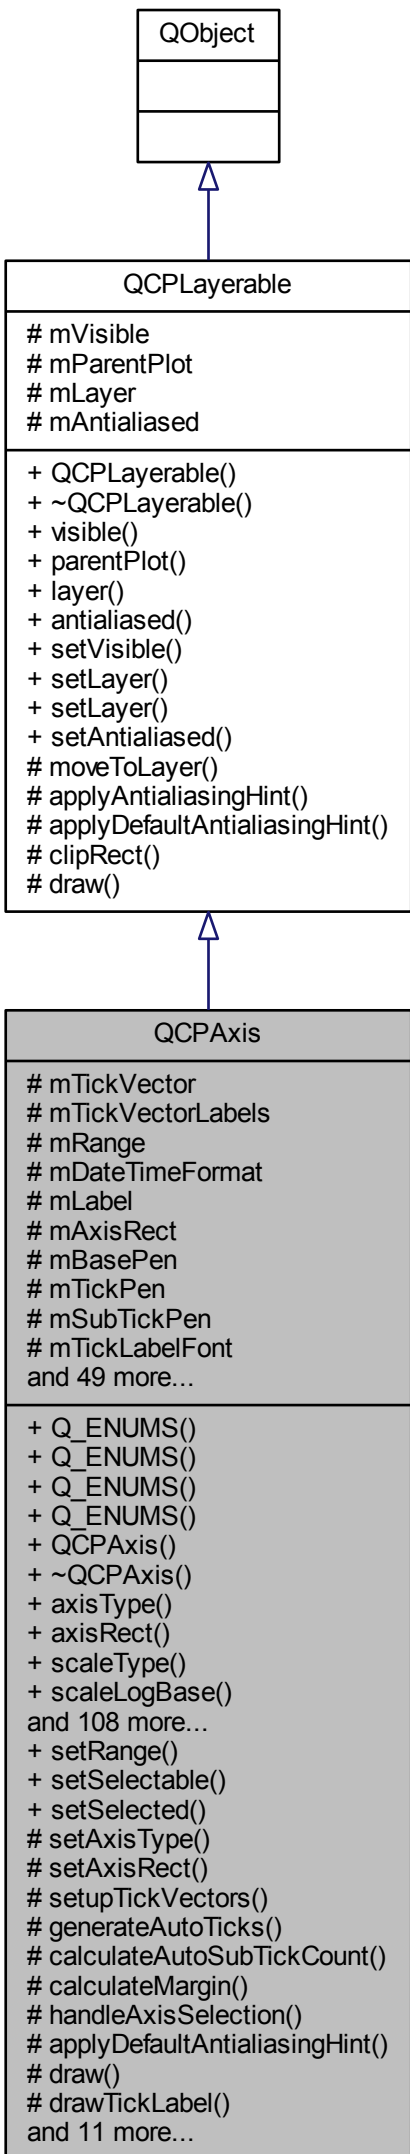 QObject
QCPLayerable
# mVisible
# mParentPlot
# mLayer
# mAntialiased
+ QCPLayerable()
+ ~QCPLayerable()
+ visible()
+ parentPlot()
+ layer()
+ antialiased()
+ setVisible()
+ setLayer()
+ setLayer()
+ setAntialiased()
# moveToLayer()
# applyAntialiasingHint()
# applyDefaultAntialiasingHint()
# clipRect()
# draw()
QCPAxis
# mTickVector
# mTickVectorLabels
# mRange
# mDateTimeFormat
# mLabel
# mAxisRect
# mBasePen
# mTickPen
# mSubTickPen
# mTickLabelFont
and 49 more...
+ Q_ENUMS()
+ Q_ENUMS()
+ Q_ENUMS()
+ Q_ENUMS()
+ QCPAxis()
+ ~QCPAxis()
+ axisType()
+ axisRect()
+ scaleType()
+ scaleLogBase()
and 108 more...
+ setRange()
+ setSelectable()
+ setSelected()
# setAxisType()
# setAxisRect()
# setupTickVectors()
# generateAutoTicks()
# calculateAutoSubTickCount()
# calculateMargin()
# handleAxisSelection()
# applyDefaultAntialiasingHint()
# draw()
# drawTickLabel()
and 11 more...